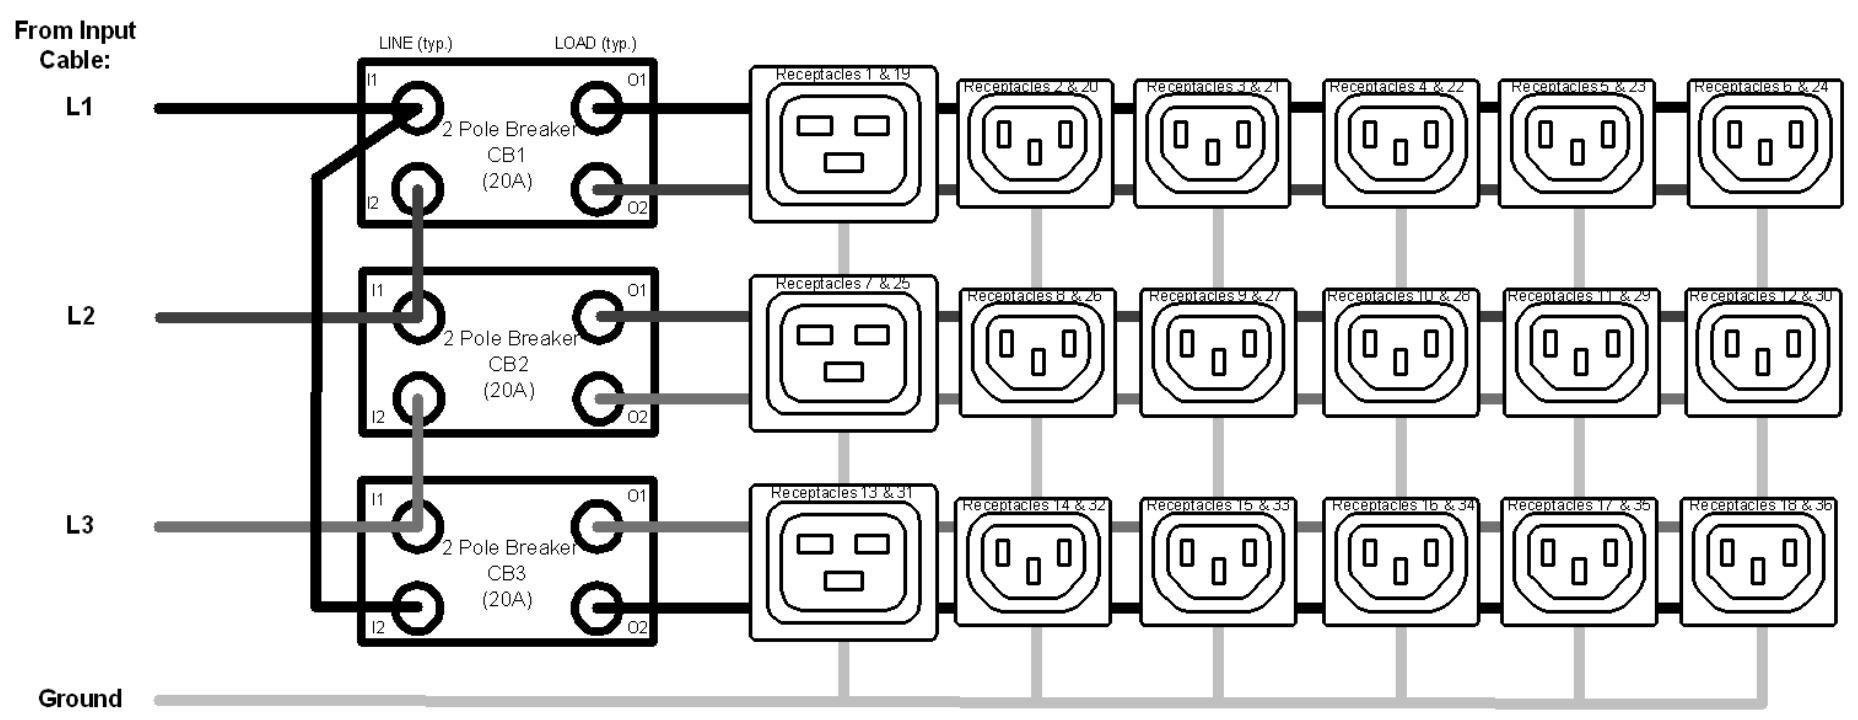 From Input
Cable:
LINE (typ.)
LOAD (typ.)
L1
I1
O1
2 Pole Breaker
CB1
(20A)
I2
O2
Receptacles 1 & 19
Receptacles 2 & 20
Receptacles 3 & 21
Receptacles 4 & 22
Receptacles 5 & 23
Receptacles 6 & 24
L2
I1
O1
2 Pole Breaker
CB2
(20A)
I2
O2
Receptacles 7 & 25
Receptacles 8 & 26
Receptacles 9 & 27
Receptacles 10 & 28
Receptacles 11 & 29
Receptacles 12 & 30
L3
I1
O1
2 Pole Breaker
CB3
(20A)
I2
O2
Receptacles 13 & 31
Receptacles 14 & 32
Receptacles 15 & 33
Receptacles 16 & 34
Receptacles 17 & 35
Receptacles 18 & 36
Ground